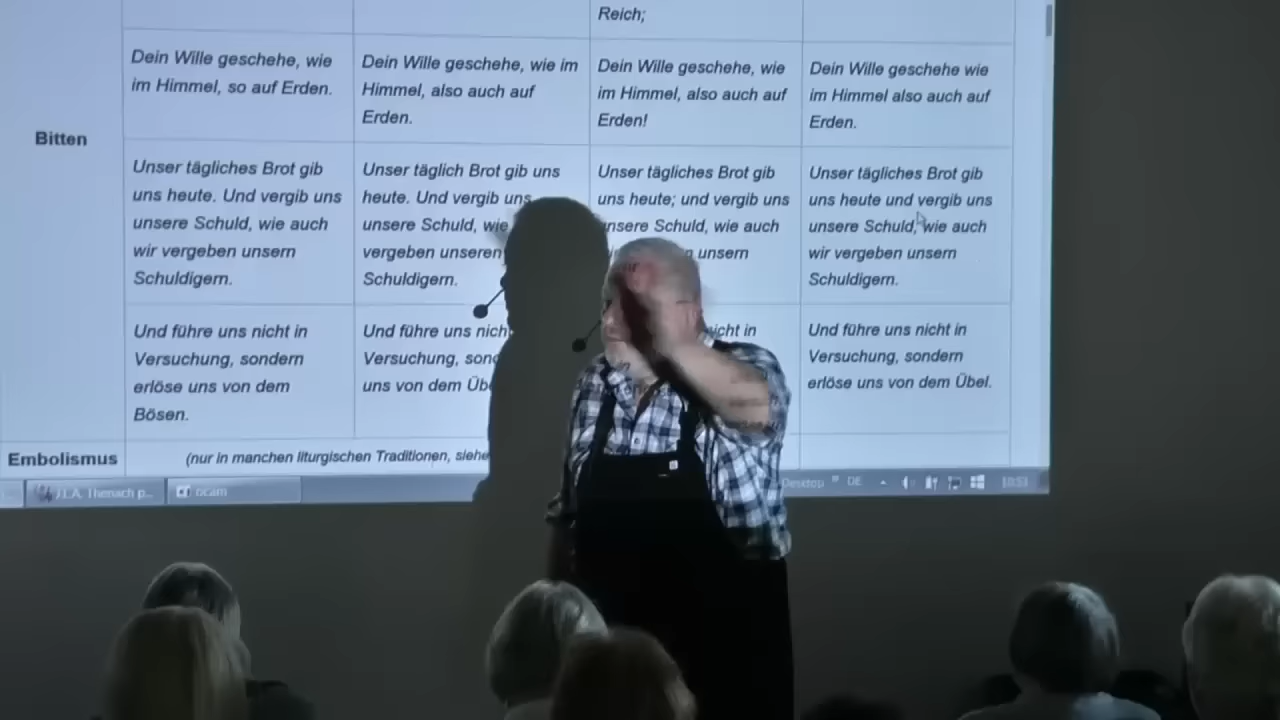 Reich;
Bitten
Dein Wille geschehe, wie
im Himmel, so auf Erden.
Dein Wille geschehe, wie im
Himmel, also auch auf
Erden.
Dein Wille geschehe, wie
im Himmel, also auch auf
Erden!
Dein Wille geschehe wie
im Himmel also auch auf
Erden.
Unser tägliches Brot gib
uns heute. Und vergib uns
unsere Schuld, wie auch
wir vergeben unsern
Schuldigern.
Unser täglich Brot gib uns
heute. Und vergib uns
unsere Schuld, wie
vergeben unseren
Schuldigern.
Unser tägliches Brot gib
uns heute; und vergib uns
unsere Schuld, wie auch
unsern
Unser tägliches Brot gib
uns heute und vergib uns
unsere Schuld, wie auch
wir vergeben unsern
Schuldigern.
Und führe uns nicht in
Versuchung, sondern
erlöse uns von dem
Bösen.
Und führe uns
Versuchung,
uns von dem
nicht in
Und führe uns nicht in
Versuchung, sondern
erlöse uns von dem Übel.
Embolismus
(nur in manchen liturgischen Traditionen, siehe
J.L.A. Thenach p...
ocam
Desktop
DE
10:51